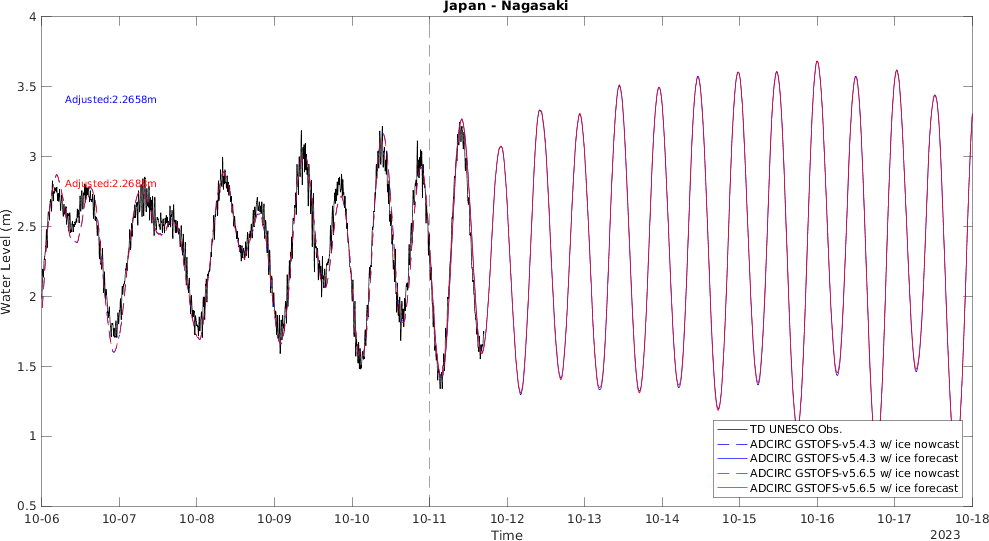 Japan - Nagasaki
Water Level (m)
4
3.5
3
2.5
2
1.5
1
0.5
Adjusted:2.2658m
10-06
10-07
10-08
10-09
10-10
10-11
10-12
10-13
10-14
10-15
10-16
10-17
10-18
Time
2023
TD UNESCO Obs.
ADCIRC GSTOFS-v5.4.3 w/ ice nowcast
ADCIRC GSTOFS-v5.4.3 w/ ice forecast
ADCIRC GSTOFS-v5.6.5 w/ ice nowcast
ADCIRC GSTOFS-v5.6.5 w/ ice forecast